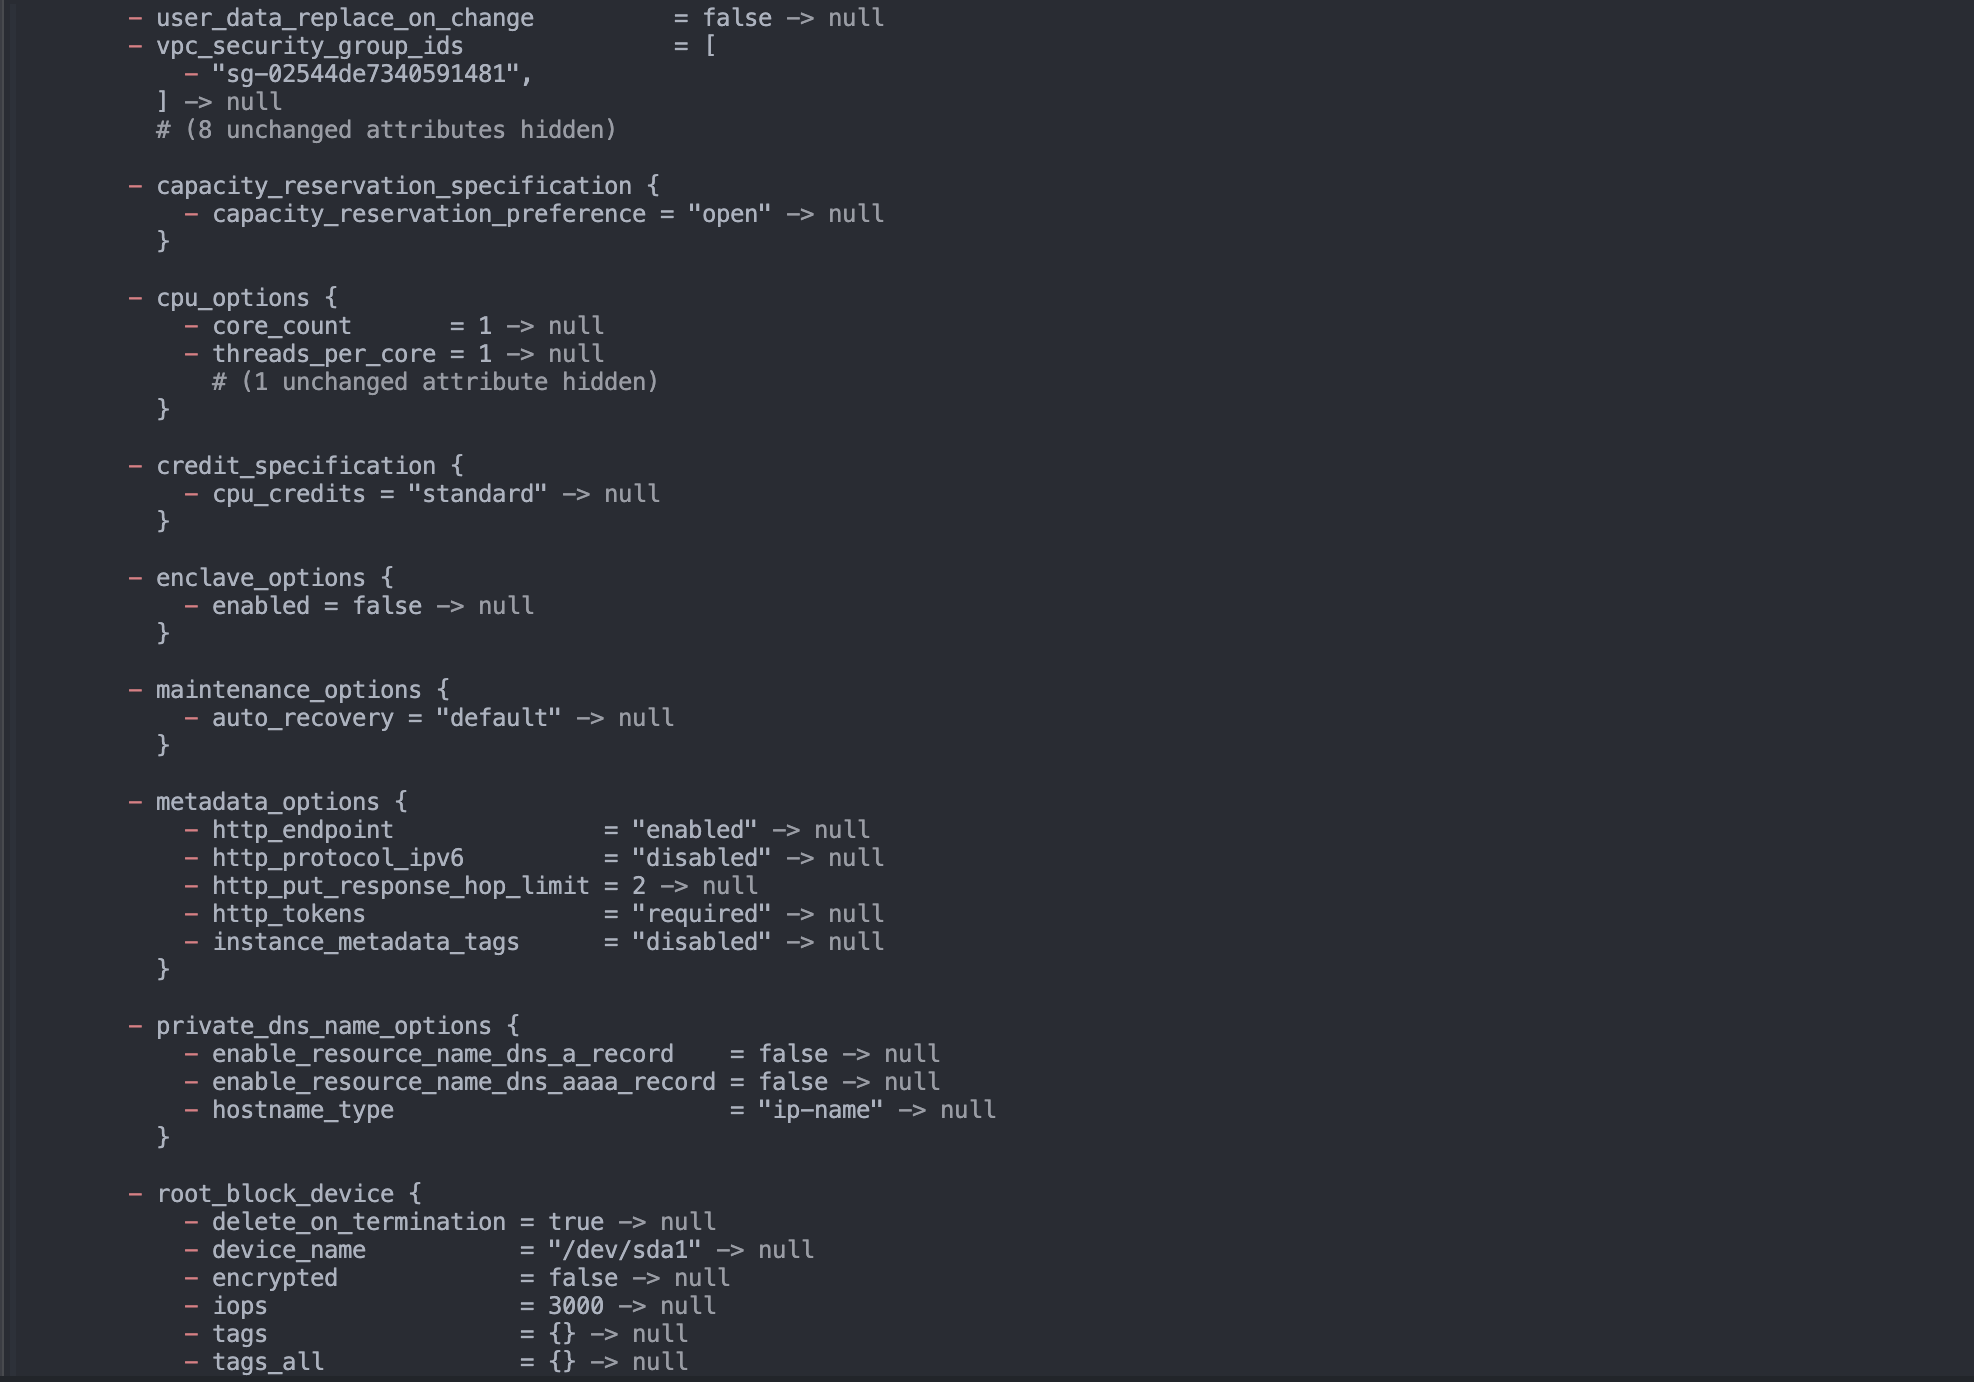 - user_data_replace_on_change          = false -> null
- vpc_security_group_ids               = [
    - "sg-02544de7340591481",
  ] -> null
  # (8 unchanged attributes hidden)

- capacity_reservation_specification {
    - capacity_reservation_preference = "open" -> null
  }

- cpu_options {
    - core_count       = 1 -> null
    - threads_per_core = 1 -> null
      # (1 unchanged attribute hidden)
  }

- credit_specification {
    - cpu_credits = "standard" -> null
  }

- enclave_options {
    - enabled = false -> null
  }

- maintenance_options {
    - auto_recovery = "default" -> null
  }

- metadata_options {
    - http_endpoint               = "enabled" -> null
    - http_protocol_ipv6          = "disabled" -> null
    - http_put_response_hop_limit = 2 -> null
    - http_tokens                 = "required" -> null
    - instance_metadata_tags      = "disabled" -> null
  }

- private_dns_name_options {
    - enable_resource_name_dns_a_record    = false -> null
    - enable_resource_name_dns_aaaa_record = false -> null
    - hostname_type                        = "ip-name" -> null
  }

- root_block_device {
    - delete_on_termination = true -> null
    - device_name           = "/dev/sda1" -> null
    - encrypted             = false -> null
    - iops                  = 3000 -> null
    - tags                  = {} -> null
    - tags_all              = {} -> null